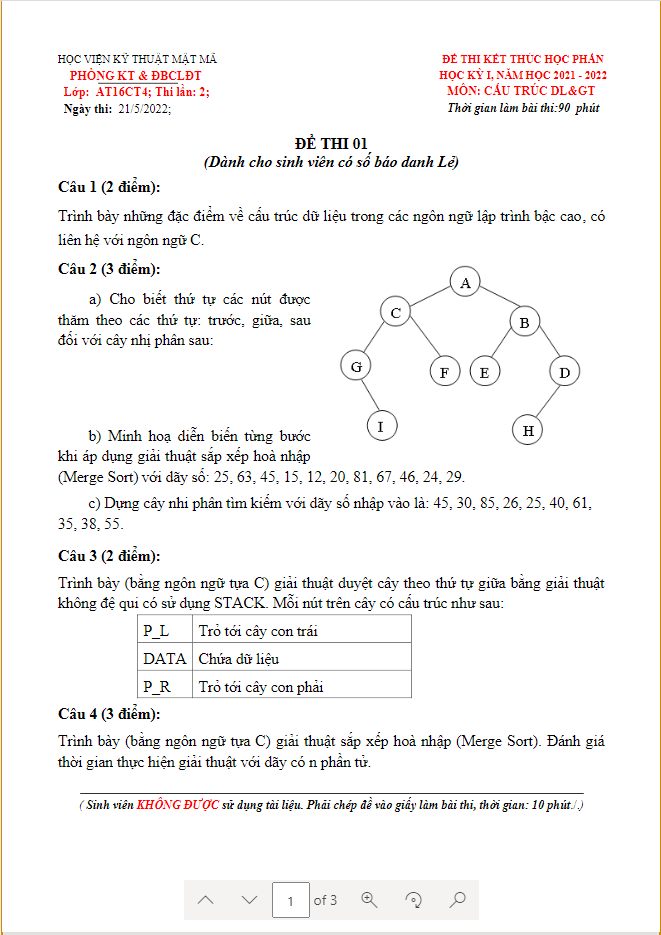 HỌC VIỆN KỸ THUẬT MẬT MÃ
PHÒNG KT & ĐBCLĐT
Lớp: AT16CT4; Thi lần: 2;
Ngày thi: 21/5/2022;
ĐỀ THI KẾT THÚC HỌC PHẦN
HỌC KỲ I, NĂM HỌC 2021 - 2022
MÔN: CẤU TRÚC DL&GT
Thời gian làm bài thi:90 phút
ĐỀ THI 01
(Dành cho sinh viên có số báo danh Lẻ)
Câu 1 (2 điểm):
Trình bày những đặc điểm về cấu trúc dữ liệu trong các ngôn ngữ lập trình bậc cao, có
liên hệ với ngôn ngữ C.
Câu 2 (3 điểm):
a) Cho biết thứ tự các nút được
thăm theo các thứ tự: trước, giữa, sau
đối với cây nhị phân sau:
A
C
B
G
F
E
D
I
H
b) Minh hoạ diễn biến từng bước
khi áp dụng giải thuật sắp xếp hoà nhập
(Merge Sort) với dãy số: 25, 63, 45, 15, 12, 20, 81, 67, 46, 24, 29.
c) Dựng cây nhi phân tìm kiếm với dãy số nhập vào là: 45, 30, 85, 26, 25, 40, 61,
35, 38, 55.
Câu 3 (2 điểm):
Trình bày (bằng ngôn ngữ tựa C) giải thuật duyệt cây theo thứ tự giữa bằng giải thuật
không đệ qui có sử dụng STACK. Mỗi nút trên cây có cấu trúc như sau:
P_L Trỏ tới cây con trái
DATA Chứa dữ liệu
P_R Trỏ tới cây con phải
Câu 4 (3 điểm):
Trình bày (bằng ngôn ngữ tựa C) giải thuật sắp xếp hoà nhập (Merge Sort). Đánh giá
thời gian thực hiện giải thuật với dãy có n phần tử.
( Sinh viên KHÔNG ĐƯỢC sử dụng tài liệu. Phải chép đề vào giấy làm bài thi, thời gian: 10 phút./.)
1 of 3